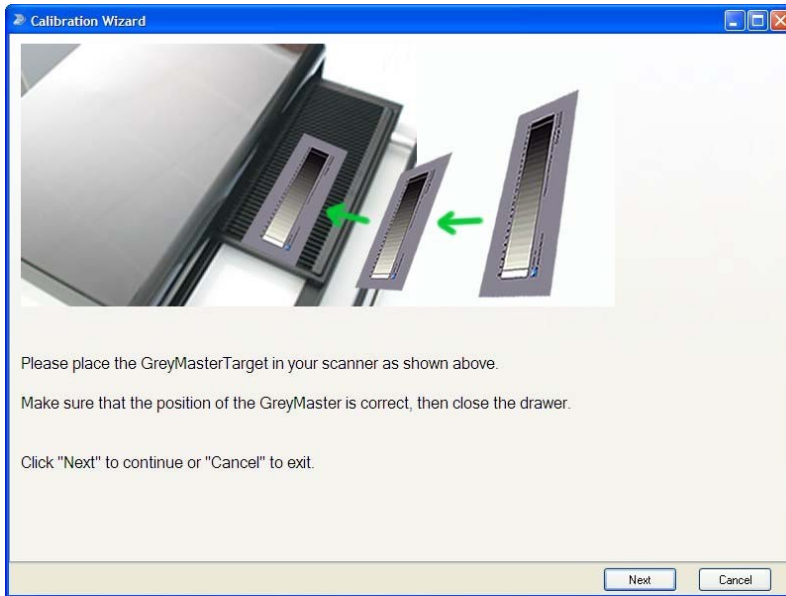 Calibration Wizard
Please place the GreyMasterTarget in your scanner as shown above.
Make sure that the position of the GreyMaster is correct, then close the drawer.
Click "Next" to continue or "Cancel" to exit.
Next
Cancel